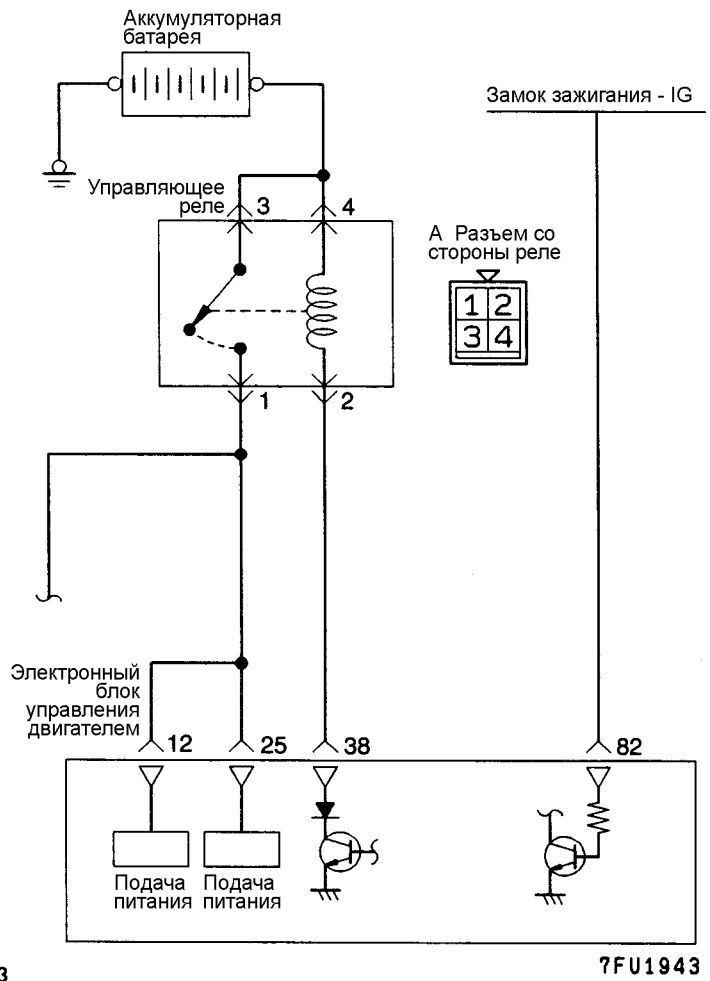 Аккумуляторная
батарея
Замок зажигания - IG
Управляющее
реле
3
4
А Разъем со
стороны реле
1 2
3 4
1
2
Электронный
блок
управления
двигателем
12
25
38
82
Подача
питания
Подача
питания
7FU1943
3